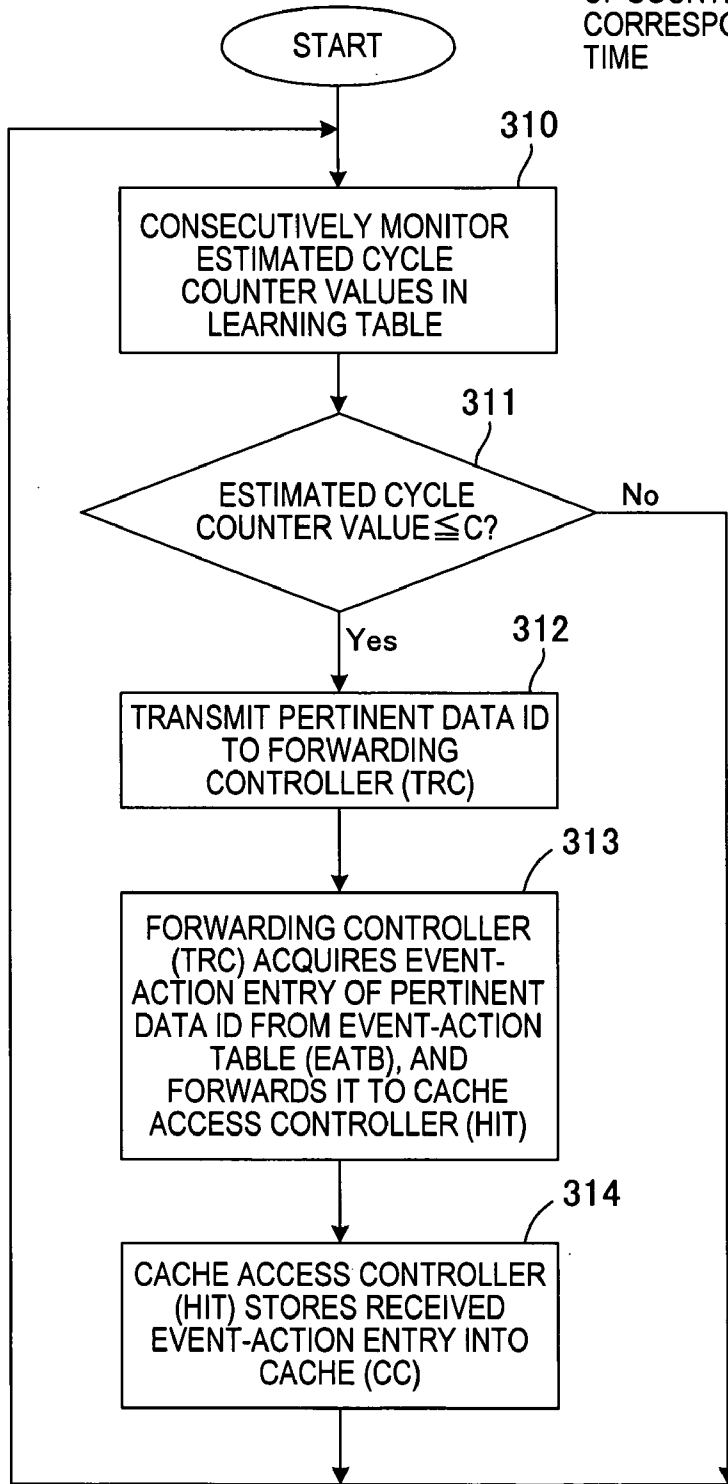 CORRESPO
TIME
START
310
CONSECUTIVELY MONITOR
ESTIMATED CYCLE
COUNTER VALUES IN
LEARNING TABLE
311
ESTIMATED CYCLE
COUNTER VALUE≦C?
No
Yes
312
TRANSMIT PERTINENT DATA ID
TO FORWARDING
CONTROLLER (TRC)
313
FORWARDING CONTROLLER
(TRC) ACQUIRES EVENT-
ACTION ENTRY OF PERTINENT
DATA ID FROM EVENT-ACTION
TABLE (EATB), AND
FORWARDS IT TO CACHE
ACCESS CONTROLLER (HIT)
314
CACHE ACCESS CONTROLLER
(HIT) STORES RECEIVED
EVENT-ACTION ENTRY INTO
CACHE (CC)